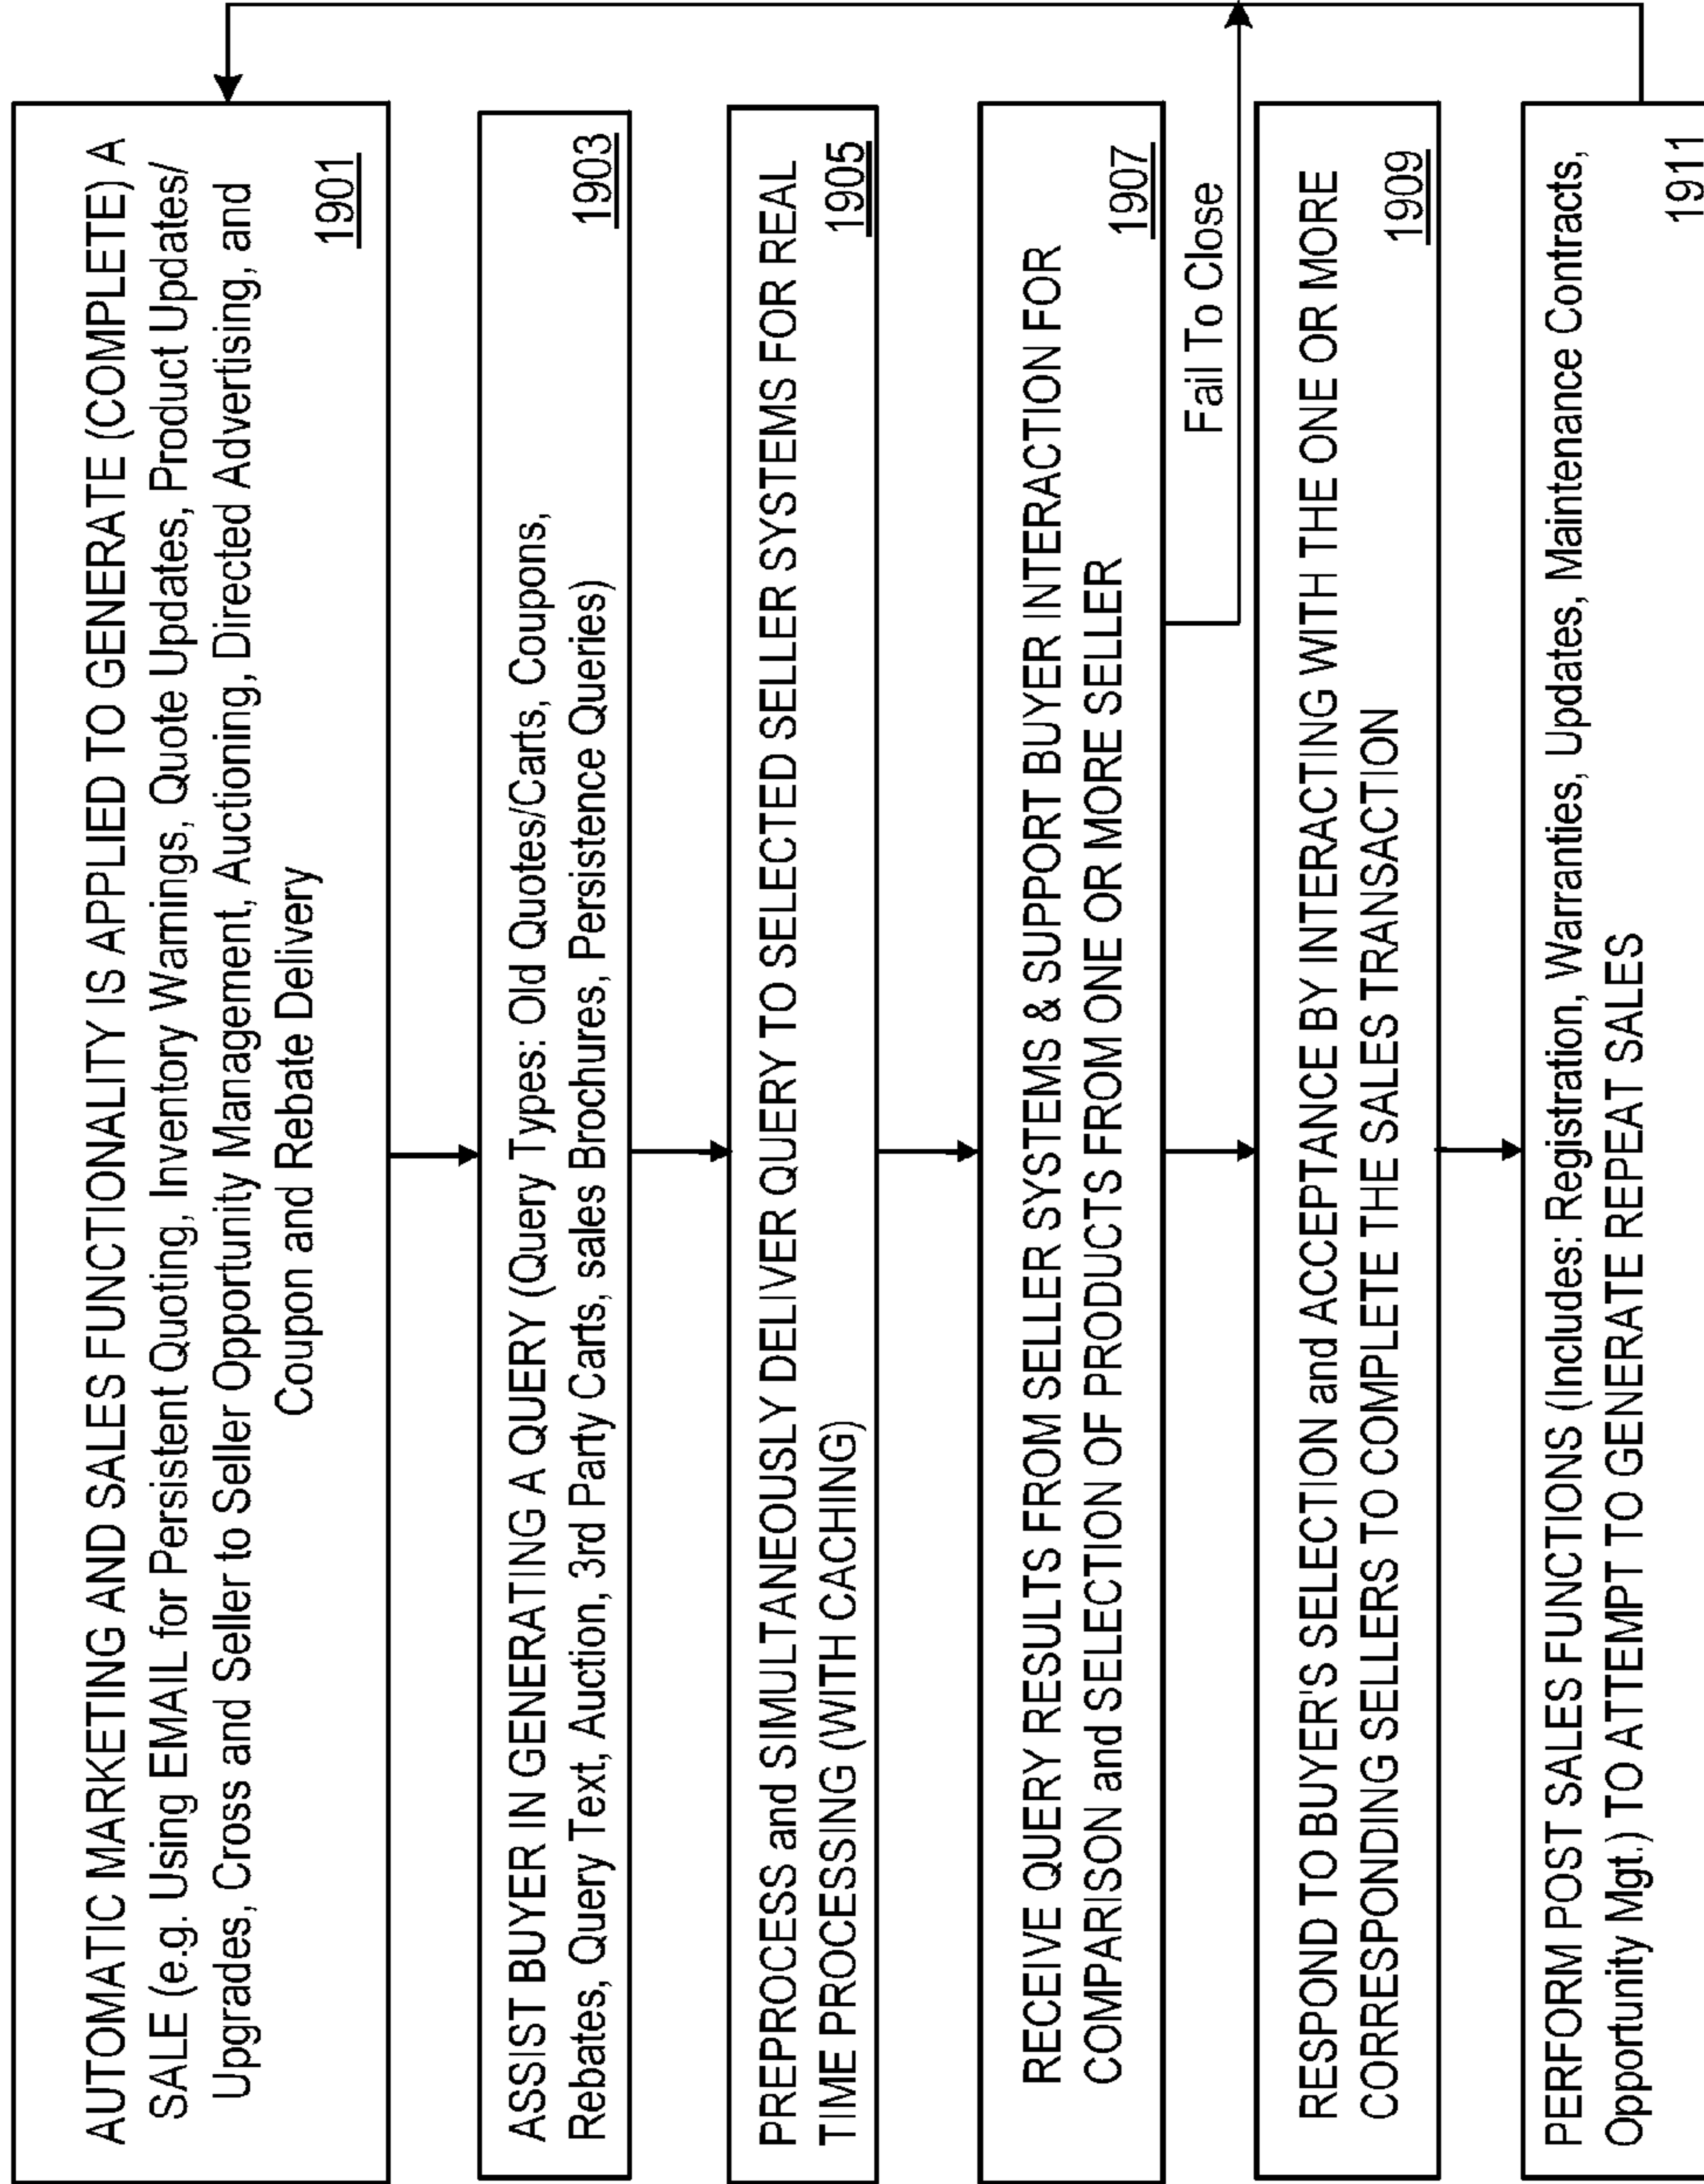 AUTOMATIC MARKETING AND SALES FUNCTIONALITY IS APPLIED TO GENERATE (COMPLETE) A
SALE (e.g. Using EMAIL for Persistent Quoting, Inventory Warnings, Quote Updates, Product Updates/
Upgrades, Cross and Seller to Seller Opportunity Management, Auctioning, Directed Advertising, and
Coupon and Rebate Delivery
1901
ASSIST BUYER IN GENERATING A QUERY (Query Types: Old Quotes/Carts, Coupons,
Rebates, Query Text, Auction, 3rd Party Carts, sales Brochures, Persistence Queries)
1903
PREPROCESS and SIMULTANEOUSLY DELIVER QUERY TO SELECTED SELLER SYSTEMS FOR REAL
TIME PROCESSING (WITH CACHING)
1905
RECEIVE QUERY RESULTS FROM SELLER SYSTEMS & SUPPORT BUYER INTERACTION FOR
COMPARISON and SELECTION OF PRODUCTS FROM ONE OR MORE SELLER
1907
Fail To Close
RESPOND TO BUYER'S SELECTION and ACCEPTANCE BY INTERACTING WITH THE ONE OR MORE
CORRESPONDING SELLERS TO COMPLETE THE SALES TRANSACTION
1909
PERFORM POST SALES FUNCTIONS (Includes: Registration, Warranties, Updates, Maintenance Contracts,
Opportunity Mgt.) TO ATTEMPT TO GENERATE REPEAT SALES
1911